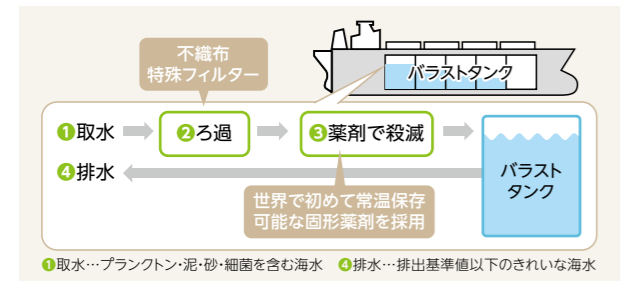 不織布
特殊フィルター
バラストタンク
❶取水
❷ろ過
❸薬剤で殺滅
❹排水
バラスト
タンク
世界で初めて常温保存
可能な固形薬剤を採用
❶取水…プランクトン・泥・砂・細菌を含む海水 ❹排水…排出基準値以下のきれいな海水